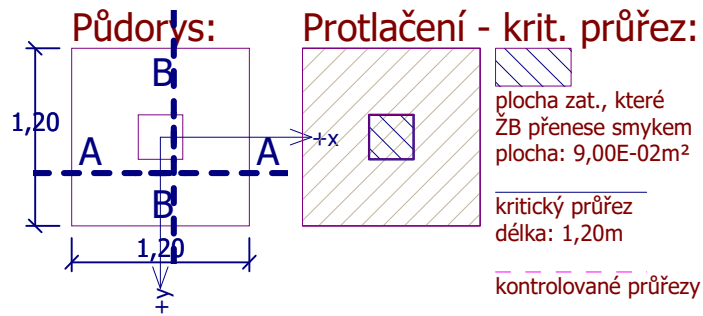 Půdorys:
Protlačení - krit. průřez:
B
1,20
A
A
+x
B
1,20
+y
plocha zat., které
ŽB přenese smykem
plocha: 9,00E-02m²
kritický průřez
délka: 1,20m
kontrolované průřezy